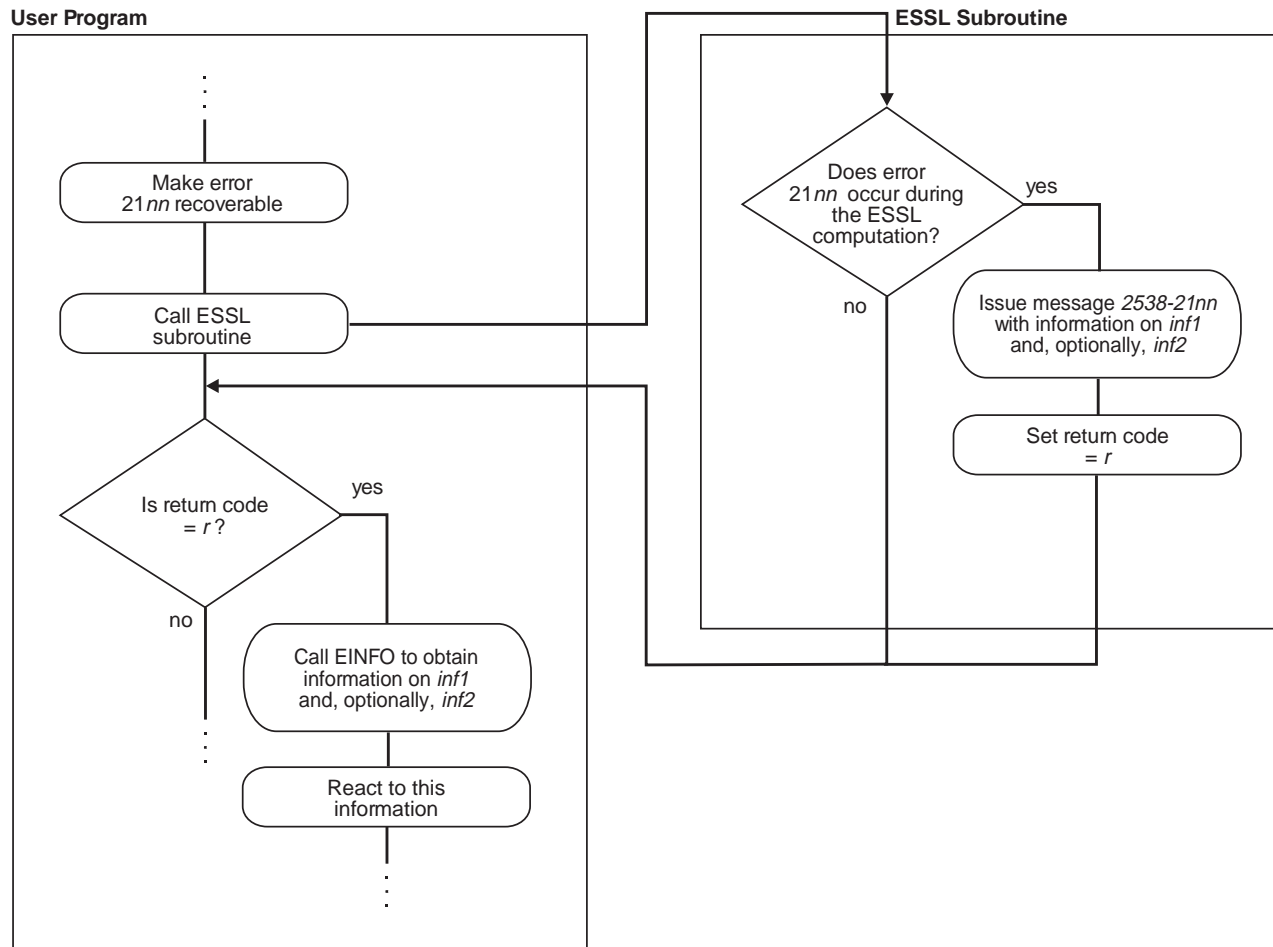 User Program
Make error
21nn recoverable
Call ESSL
subroutine
Is return code
= r ?
yes
no
Call EINFO to obtain
information on inf1
and, optionally, inf2
React to this
information
ESSL Subroutine
Does error
21nn occur during
the ESSL
computation?
yes
no
Issue message 2538-21nn
with information on inf1
and, optionally, inf2
Set return code
= r